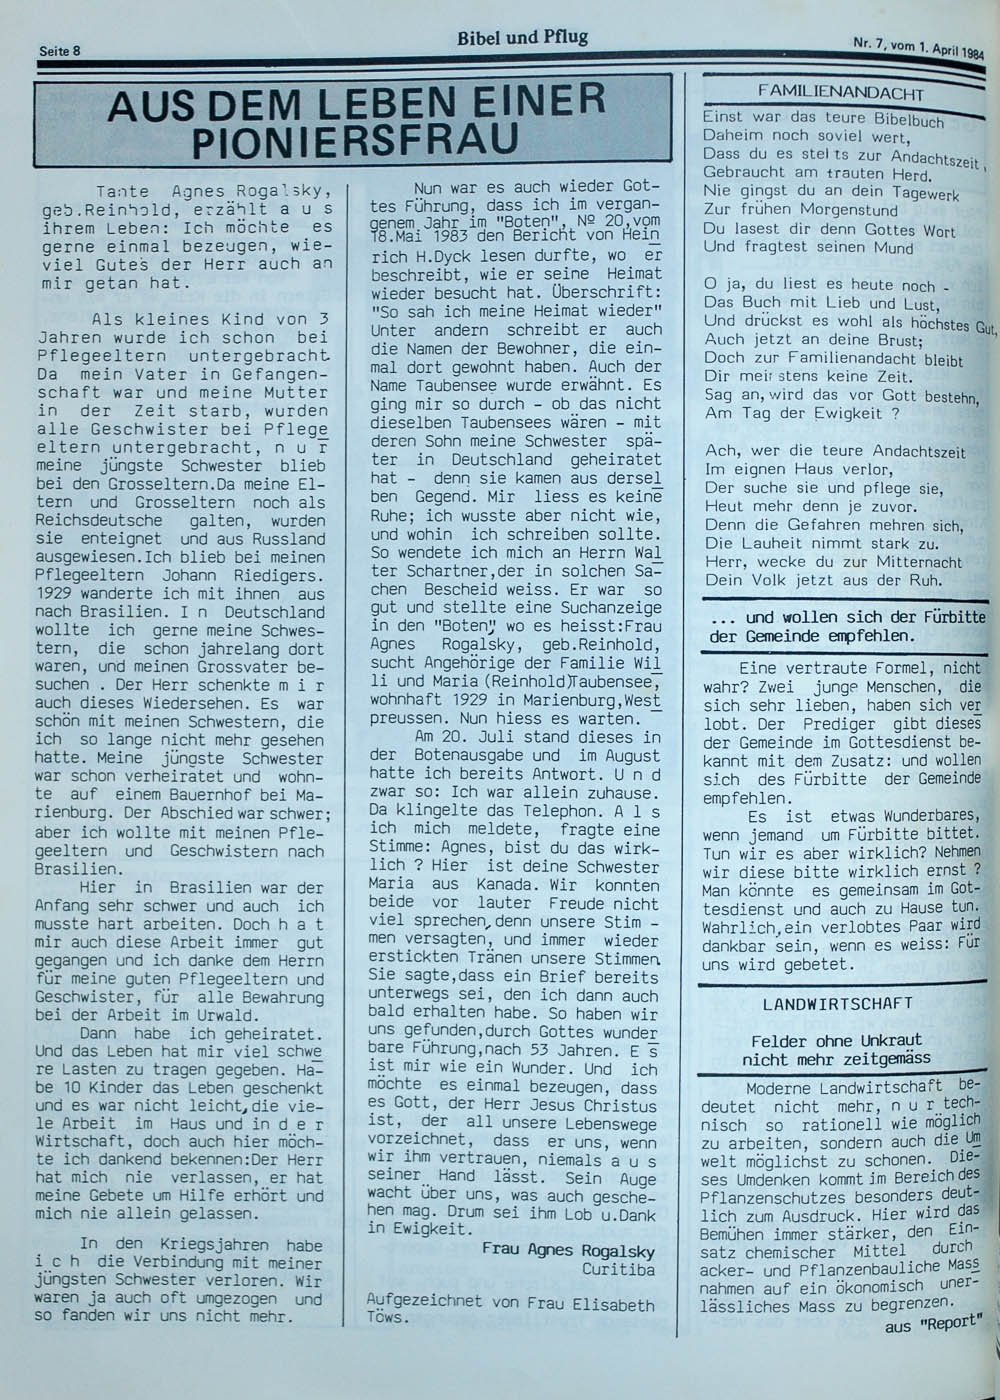 Seite 8
Bibel und Pflug
Nr. 7, vom 1. April 1984
AUS DEM LEBEN EINER
PIONIERSFRAU
Tante Agnes Rogalsky,
geb.Reinhold, erzählt a u s
ihrem Leben: Ich möchte es
gerne einmal bezeugen, wie-
viel Gutes der Herr auch an
mir getan hat.
Als kleines Kind von 3
Jahren wurde ich schon bei
Pflegeeltern untergebracht.
Da mein Vater in Gefangen-
schaft war und meine Mutter
in der Zeit starb, wurden
alle Geschwister bei Pflege
eltern untergebracht, n u r
meine jüngste Schwester blieb
bei den Grosseltern.Da meine El-
tern und Grosseltern noch als
Reichsdeutsche galten, wurden
sie enteignet und aus Russland
ausgewiesen.Ich blieb bei meinen
Pflegeeltern Johann Riedigers.
1929 wanderte ich mit ihnen aus
nach Brasilien. I n Deutschland
wollte ich gerne meine Schwes-
tern, die schon jahrelang dort
waren, und meinen Grossvater be-
suchen . Der Herr schenkte m i r
auch dieses Wiedersehen. Es war
schön mit meinen Schwestern, die
ich so lange nicht mehr gesehen
hatte. Meine jüngste Schwester
war schon verheiratet und wohn-
te auf einem Bauernhof bei Ma-
rienburg. Der Abschied war schwer;
aber ich wollte mit meinen Pfle-
geeltern und Geschwistern nach
Brasilien.
Hier in Brasilien war der
Anfang sehr schwer und auch ich
musste hart arbeiten. Doch h a t
mir auch diese Arbeit immer gut
gegangen und ich danke dem Herrn
für meine guten Pflegeeltern und
Geschwister, für alle Bewahrung
bei der Arbeit im Urwald.
Dann habe ich geheiratet.
Und das Leben hat mir viel schwe
re Lasten zu tragen gegeben. Ha-
be 10 Kinder das Leben geschenkt
und es war nicht leicht,die vie-
le Arbeit im Haus und in d e r
Wirtschaft, doch auch hier möch-
te ich dankend bekennen:Der Herr
hat mich nie verlassen, er hat
meine Gebete um Hilfe erhört und
mich nie allein gelassen.
In den Kriegsjahren habe
i c h die Verbindung mit meiner
jüngsten Schwester verloren. Wir
waren ja auch oft umgezogen und
so fanden wir uns nicht mehr.
Nun war es auch wieder Got-
tes Führung, dass ich im vergan-
genem Jahr im "Boten", Nº 20,vom
18.Mai 1983 den Bericht von Hein
rich H.Dyck lesen durfte, wo er
beschreibt, wie er seine Heimat
wieder besucht hat. Überschrift:
"So sah ich meine Heimat wieder"
Unter andern schreibt er auch
die Namen der Bewohner, die ein-
mal dort gewohnt haben. Auch der
Name Taubensee wurde erwähnt. Es
ging mir so durch - ob das nicht
dieselben Taubensees wären - mit
deren Sohn meine Schwester spä-
ter in Deutschland geheiratet
hat - denn sie kamen aus dersel
ben Gegend. Mir liess es keine
Ruhe; ich wusste aber nicht wie,
und wohin ich schreiben sollte.
So wendete ich mich an Herrn Wal
ter Schartner,der in solchen Sa-
chen Bescheid weiss. Er war so
gut und stellte eine Suchanzeige
in den "Boten", wo es heisst:Frau
Agnes Rogalsky, geb.Reinhold,
sucht Angehörige der Familie Wil
li und Maria (Reinhold)Taubensee,
wohnhaft 1929 in Marienburg,West
preussen. Nun hiess es warten.
Am 20. Juli stand dieses in
der Botenausgabe und im August
hatte ich bereits Antwort. U n d
zwar so: Ich war allein zuhause.
Da klingelte das Telephon. A l s
ich mich meldete, fragte eine
Stimme: Agnes, bist du das wirk-
lich ? Hier ist deine Schwester
Maria aus Kanada. Wir konnten
beide vor lauter Freude nicht
viel sprechen, denn unsere Stim -
men versagten, und immer wieder
erstickten Tränen unsere Stimmen.
Sie sagte,dass ein Brief bereits
unterwegs sei, den ich dann auch
bald erhalten habe. So haben wir
uns gefunden,durch Gottes wunder
bare Führung,nach 53 Jahren. E s
ist mir wie ein Wunder. Und ich
möchte es einmal bezeugen, dass
es Gott, der Herr Jesus Christus
ist, der all unsere Lebenswege
vorzeichnet, dass er uns, wenn
wir ihm vertrauen, niemals a u s
seiner Hand lässt. Sein Auge
wacht über uns, was auch gesche-
hen mag. Drum sei ihm Lob u.Dank
in Ewigkeit.
Frau Agnes Rogalsky
Curitiba
Aufgezeichnet von Frau Elisabeth
Töws.
FAMILIENANDACHT
Einst war das teure Bibelbuch
Daheim noch soviel wert,
Dass du es stets zur Andachtszeit,
Gebraucht am trauten Herd.
Nie gingst du an dein Tagewerk
Zur frühen Morgenstund
Du lasest dir denn Gottes Wort
Und fragtest seinen Mund
O ja, du liest es heute noch -
Das Buch mit Lieb und Lust,
Und drückst es wohl als höchstes Gut,
Auch jetzt an deine Brust;
Doch zur Familienandacht bleibt
Dir meistens keine Zeit.
Sag an,wird das vor Gott bestehn,
Am Tag der Ewigkeit ?
Ach, wer die teure Andachtszeit
Im eignen Haus verlor,
Der suche sie und pflege sie,
Heut mehr denn je zuvor.
Denn die Gefahren mehren sich,
Die Lauheit nimmt stark zu.
Herr, wecke du zur Mitternacht
Dein Volk jetzt aus der Ruh.
... und wollen sich der Fürbitte
der Gemeinde empfehlen.
Eine vertraute Formel, nicht
wahr? Zwei junge Menschen, die
sich sehr lieben, haben sich ver
lobt. Der Prediger gibt dieses
der Gemeinde im Gottesdienst be-
kannt mit dem Zusatz: und wollen
sich des Fürbitte der Gemeinde
empfehlen.
Es ist etwas Wunderbares,
wenn jemand um Fürbitte bittet.
Tun wir es aber wirklich? Nehmen
wir diese bitte wirklich ernst ?
Man könnte es gemeinsam im Got-
tesdienst und auch zu Hause tun.
Wahrlich,ein verlobtes Paar wird
dankbar sein, wenn es weiss: Für
uns wird gebetet.
LANDWIRTSCHAFT
Felder ohne Unkraut
nicht mehr zeitgemäss
Moderne Landwirtschaft be-
deutet nicht mehr, n u r tech-
nisch so rationell wie möglich
zu arbeiten, sondern auch die Um
welt möglichst zu schonen. Die-
ses Umdenken kommt im Bereich des
Pflanzenschutzes besonders deut-
lich zum Ausdruck. Hier wird das
Bemühen immer stärker, den Ein-
satz chemischer Mittel durch
acker- und Pflanzenbauliche Mass
nahmen auf ein ökonomisch uner-
lässliches Mass zu begrenzen.
aus "Report"